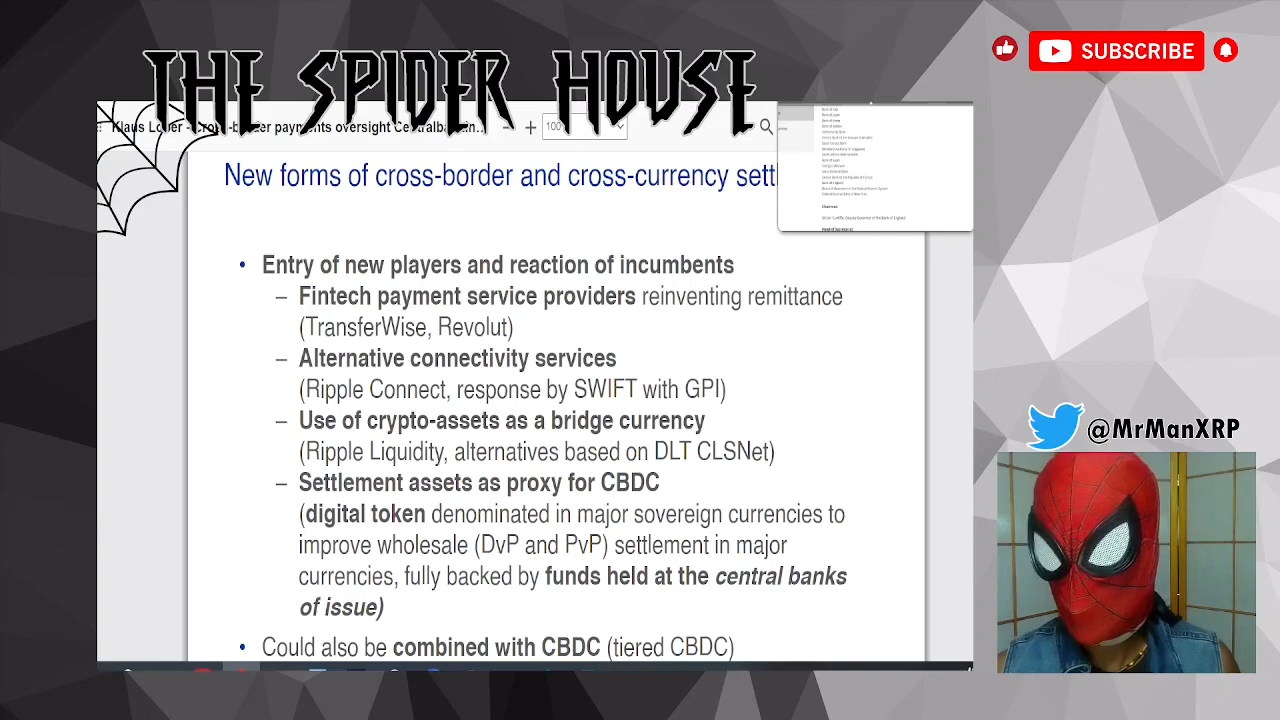 THE SPIDER HOUSE
SUBSCRIBE
New forms of cross-border and cross-currency settl
• Entry of new players and reaction of incumbents
– Fintech payment service providers reinventing remittance
(TransferWise, Revolut)
– Alternative connectivity services
(Ripple Connect, response by SWIFT with GPI)
– Use of crypto-assets as a bridge currency
(Ripple Liquidity, alternatives based on DLT CLSNet)
– Settlement assets as proxy for CBDC
(digital token denominated in major sovereign currencies to
improve wholesale (DvP and PvP) settlement in major
currencies, fully backed by funds held at the central banks
of issue)
• Could also be combined with CBDC (tiered CBDC)
Chairman
@MrManXRP